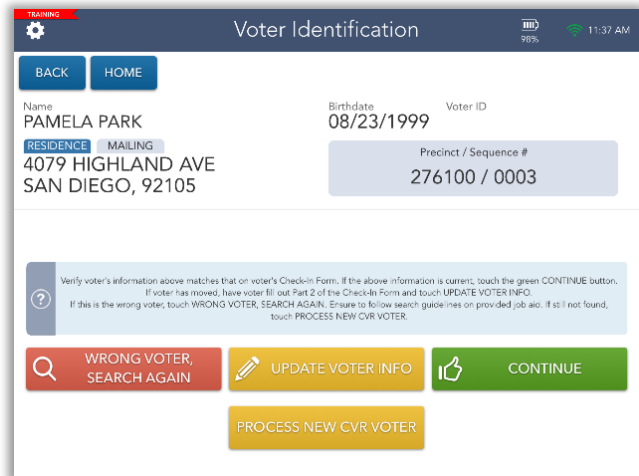 TRAINING
Voter Identification
98%
11:37 AM
BACK
HOME
Name
PAMELA PARK
Birthdate
08/23/1999
Voter ID
RESIDENCE
MAILING
4079 HIGHLAND AVE
SAN DIEGO, 92105
Precinct / Sequence #
276100 / 0003
?
Verify voter's information above matches that on voter's Check-In Form. If the above information is current, touch the green CONTINUE button.
If voter has moved, have voter fill out Part 2 of the Check-In Form and touch UPDATE VOTER INFO.
If this is the wrong voter, touch WRONG VOTER, SEARCH AGAIN. Ensure to follow search guidelines on provided job aid. If still not found,
touch PROCESS NEW CVR VOTER.
WRONG VOTER,
SEARCH AGAIN
UPDATE VOTER INFO
CONTINUE
PROCESS NEW CVR VOTER